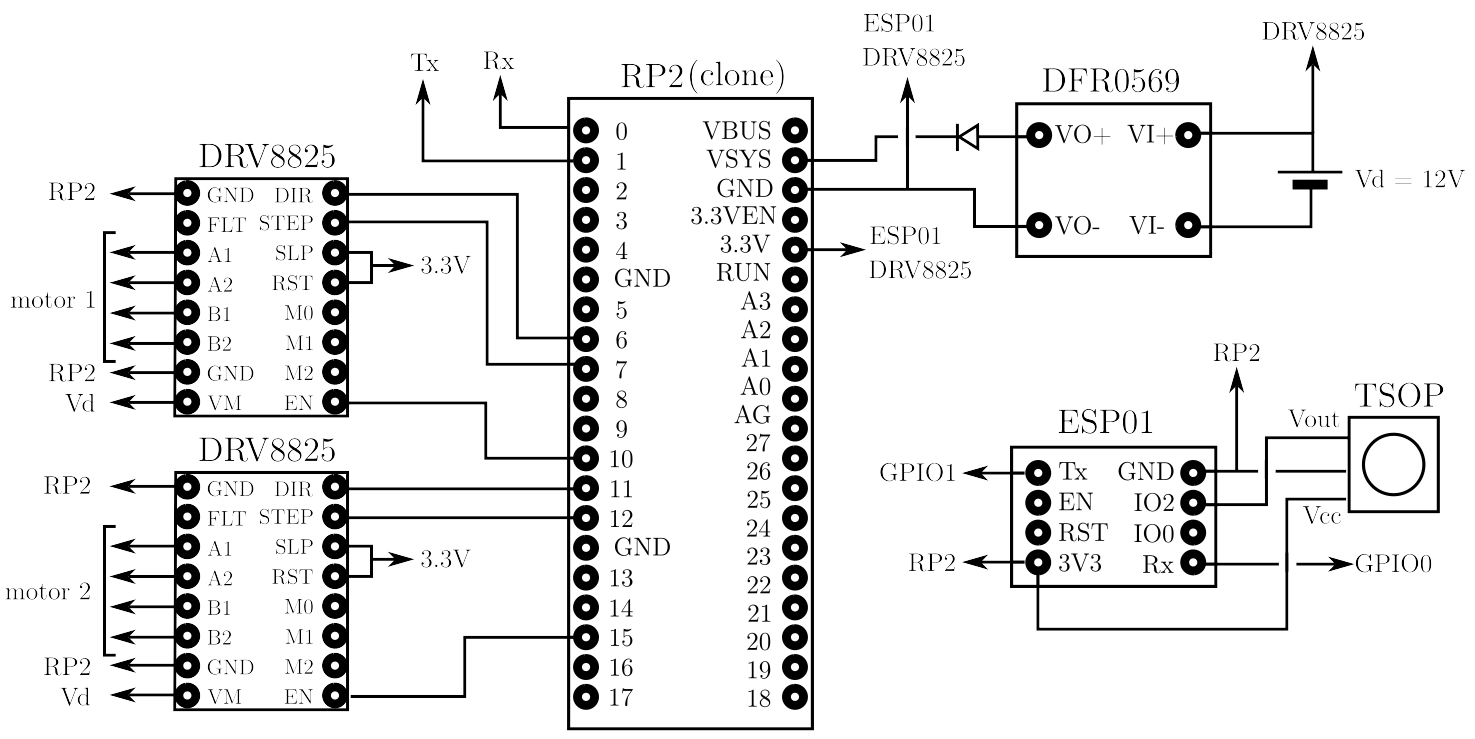 ESP01
DRV8825
DRV8825
Tx
Rx
RP2(clone)
DFR0569
0
1
2
3
4
GND
5
6
7
8
9
10
11
12
GND
13
14
15
16
17
VBUS
VSYS
GND
3.3VEN
3.3V
RUN
A3
A2
A1
A0
AG
27
26
25
24
23
22
21
20
19
18
VO+ VI+
VO- VI-
Vd = 12V
ESP01
DRV8825
DRV8825
RP2
GND DIR
FLT STEP
A1 SLP
A2 RST
3.3V
B1 M0
motor 1
B2 M1
RP2
GND M2
Vd
VM EN
DRV8825
RP2
GND DIR
FLT STEP
A1 SLP
A2 RST
3.3V
B1 M0
motor 2
B2 M1
RP2
GND M2
Vd
VM EN
RP2
TSOP
ESP01
Vout
GPIO1
Tx GND
EN IO2
Vcc
RST IO0
RP2
3V3 Rx
GPIO0